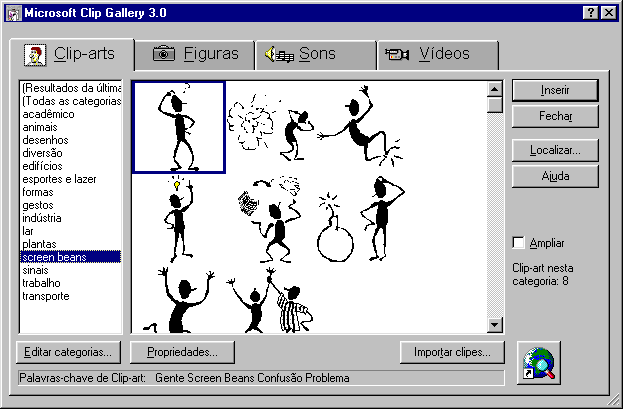 Microsoft Clip Gallery 3.0
Clip-arts
Figuras
Sons
Vídeos
(Resultados da última
(Todas as categorias
acadêmico
animais
desenhos
diversão
edifícios
esportes e lazer
formas
gestos
indústria
lar
plantas
screen beans
sinais
trabalho
transporte
Inserir
Fechar
Localizar...
Ajuda
Ampliar
Clip-art nesta
categoria: 8
Editar categorias...
Propriedades...
Importar clipes...
Palavras-chave de Clip-art: Gente Screen Beans Confusão Problema